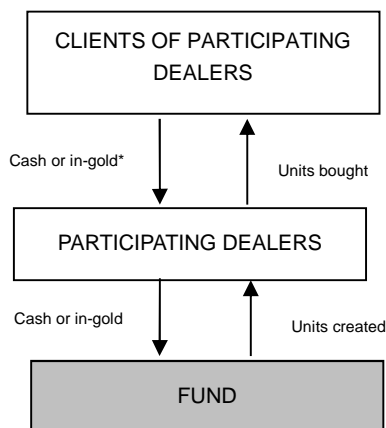 CLIENTS OF PARTICIPATING
DEALERS
Cash or in-gold*
Units bought
PARTICIPATING DEALERS
Cash or in-gold
Units created
FUND